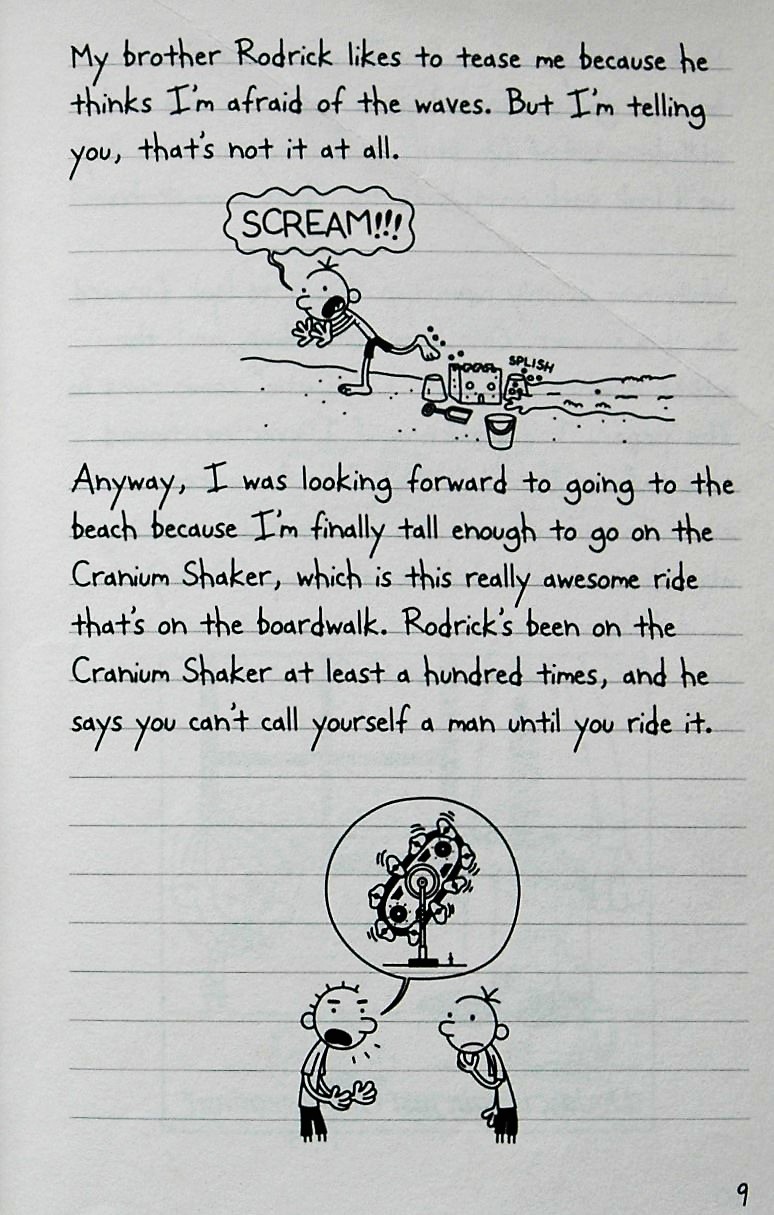 My brother Rodrick likes to tease me because he
thinks I'm afraid of the waves. But I'm telling
you, that's not it at all.
SCREAM!!!
SPLISH
Anyway, I was looking forward to going to the
beach because I'm finally tall enough to go on the
Cranium Shaker, which is this really awesome ride
that's on the boardwalk. Rodrick's been on the
Cranium Shaker at least a hundred times, and he
says you can't call yourself a man until you ride it.
9